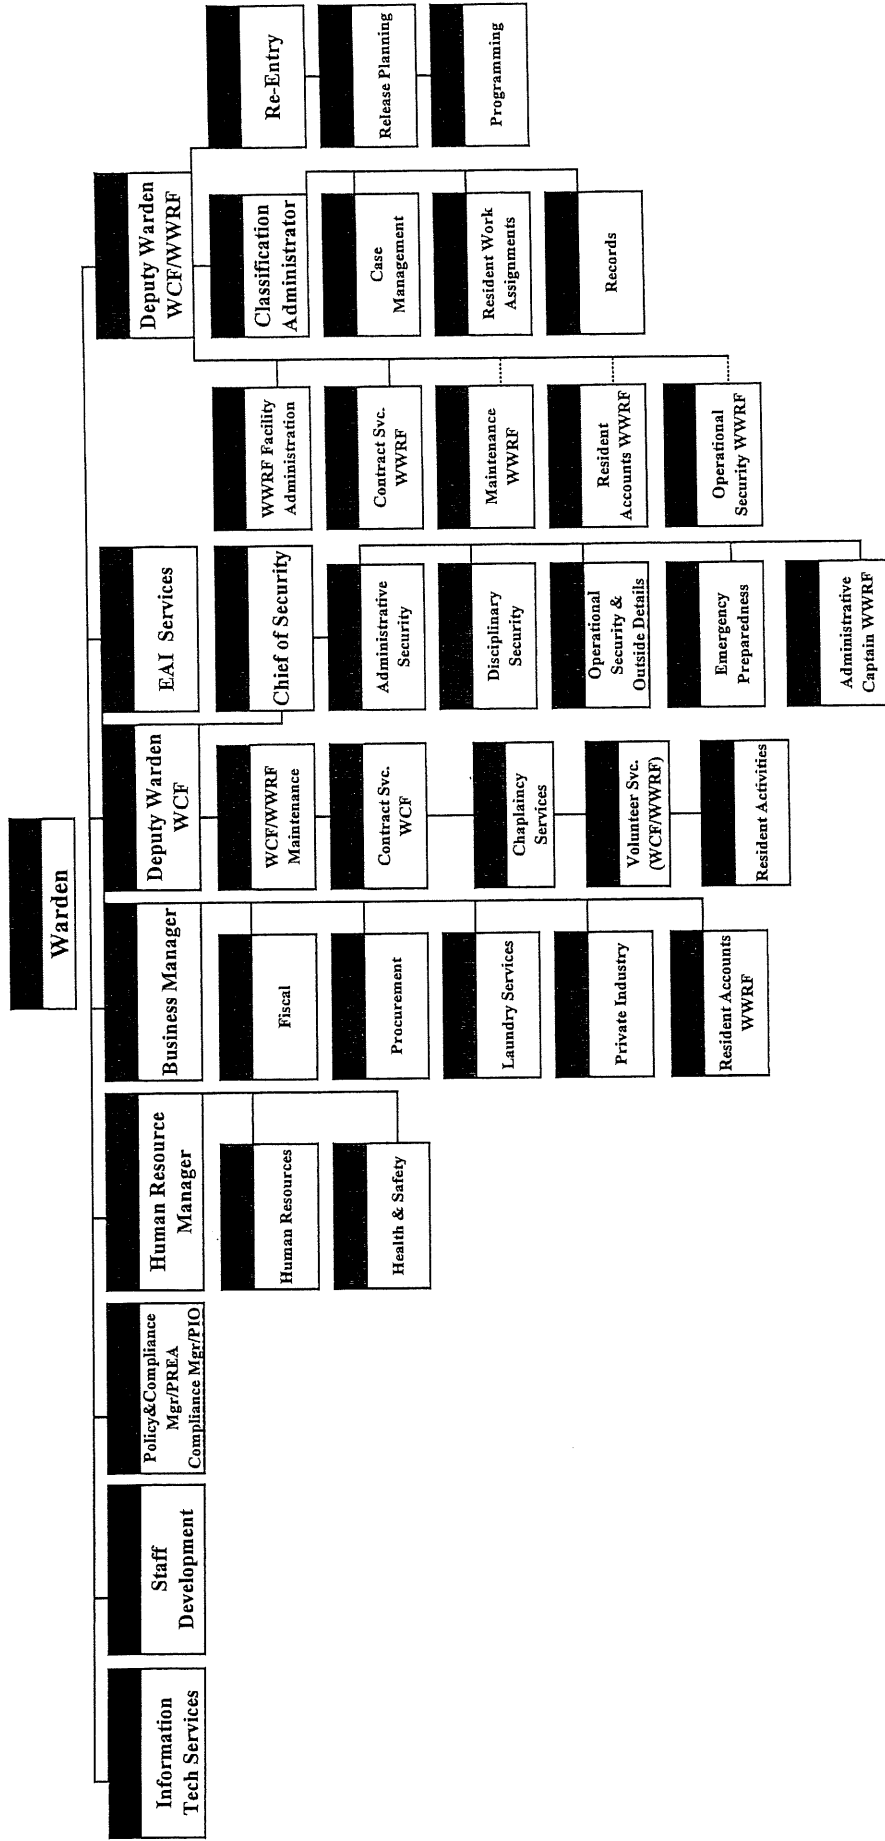 Warden
Information
Tech Services
Staff
Development
Policy&Compliance
Mgr/PREA
Compliance Mgr/PIO
Human Resource
Manager
Human Resources
Health & Safety
Business Manager
Fiscal
Procurement
Laundry Services
Private Industry
Resident Accounts
WWRF
Deputy Warden
WCF
WCF/WWRF
Maintenance
Contract Svc.
WCF
Chaplaincy
Services
Volunteer Svc.
(WCF/WWRF)
Resident Activities
EAI Services
Chief of Security
Administrative
Security
Disciplinary
Security
Operational
Security &
Outside Details
Emergency
Preparedness
Administrative
Captain WWRF
Deputy Warden
WCF/WWRF
WWRF Facility
Administration
Contract Svc.
WWRF
Maintenance
WWRF
Resident
Accounts WWRF
Operational
Security WWRF
Classification
Administrator
Case
Management
Resident Work
Assignments
Records
Re-Entry
Release Planning
Programming